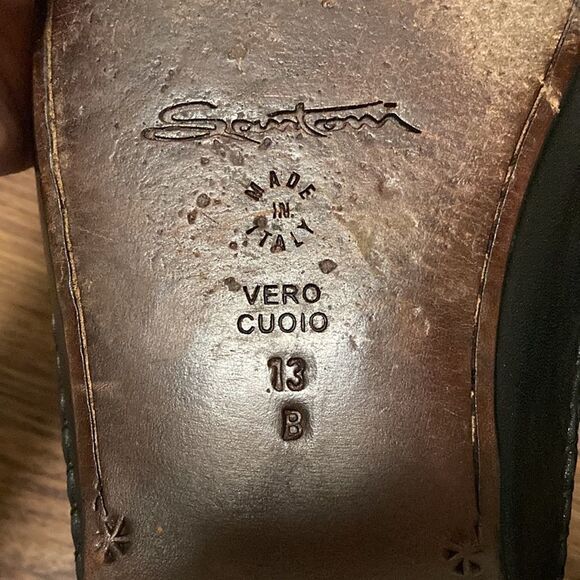 Santoni
MADE
IN
ITALY
VERO
CUOIO
13
B